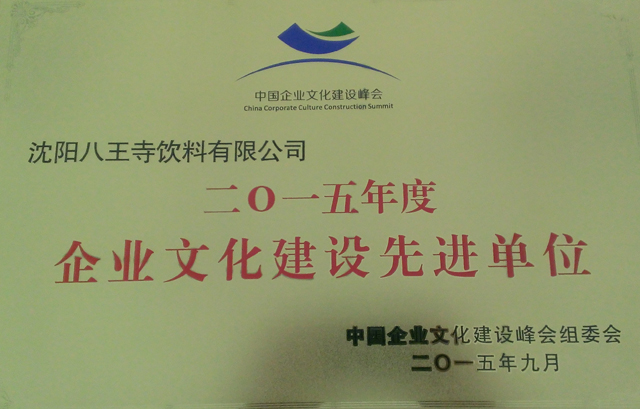 中国企业文化建设峰会
China Corporate Culture Construction Summit
沈阳八王寺饮料有限公司
二〇一五年度
企业文化建设先进单位
中国企业文化建设峰会组委会
二〇一五年九月